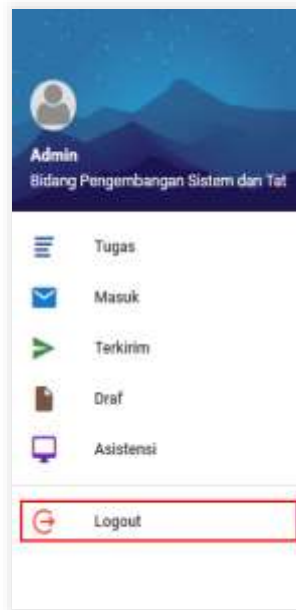 Admin
Bidang Pengembangan Sistem dan Tat
Tugas
Masuk
Terkirim
Draf
Asistensi
Logout